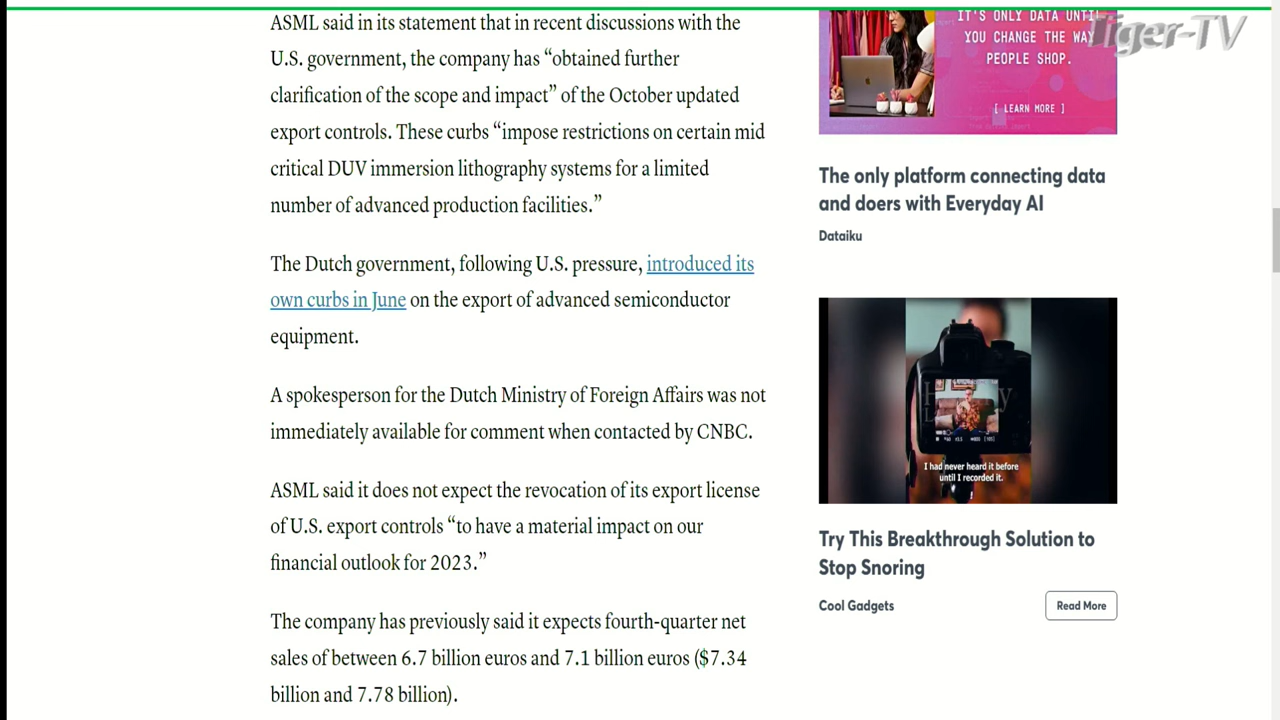 ASML said in its statement that in recent discussions with the
U.S. government, the company has “obtained further
clarification of the scope and impact” of the October updated
export controls. These curbs “impose restrictions on certain mid
critical DUV immersion lithography systems for a limited
number of advanced production facilities.”
The Dutch government, following U.S. pressure, introduced its
own curbs in June on the export of advanced semiconductor
equipment.
A spokesperson for the Dutch Ministry of Foreign Affairs was not
immediately available for comment when contacted by CNBC.
ASML said it does not expect the revocation of its export license
of U.S. export controls “to have a material impact on our
financial outlook for 2023.”
The company has previously said it expects fourth-quarter net
sales of between 6.7 billion euros and 7.1 billion euros ($7.34
billion and 7.78 billion).
Tiger-TV
IT'S ONLY DATA UNTIL
YOU CHANGE THE WAY
PEOPLE SHOP.
[ LEARN MORE ]
The only platform connecting data
and doers with Everyday AI
Dataiku
I had never heard it before
until I recorded it.
Try This Breakthrough Solution to
Stop Snoring
Cool Gadgets
Read More